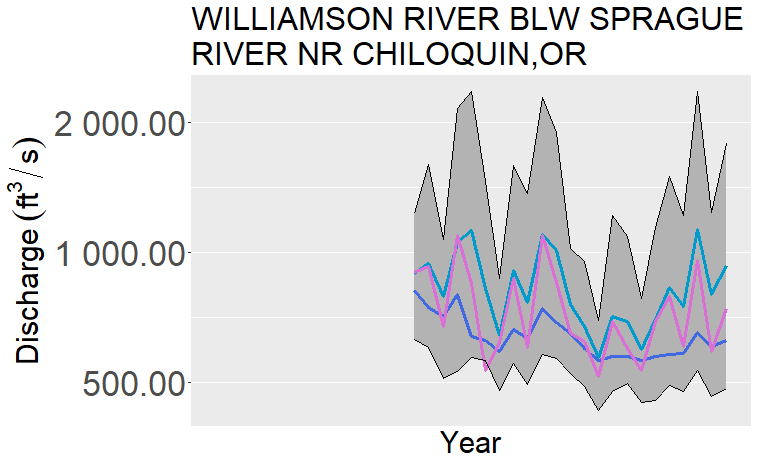 WILLIAMSON RIVER BLW SPRAGUE
RIVER NR CHILOQUIN,OR
Discharge (ft³/s)
2 000.00
1 000.00
500.00
Year